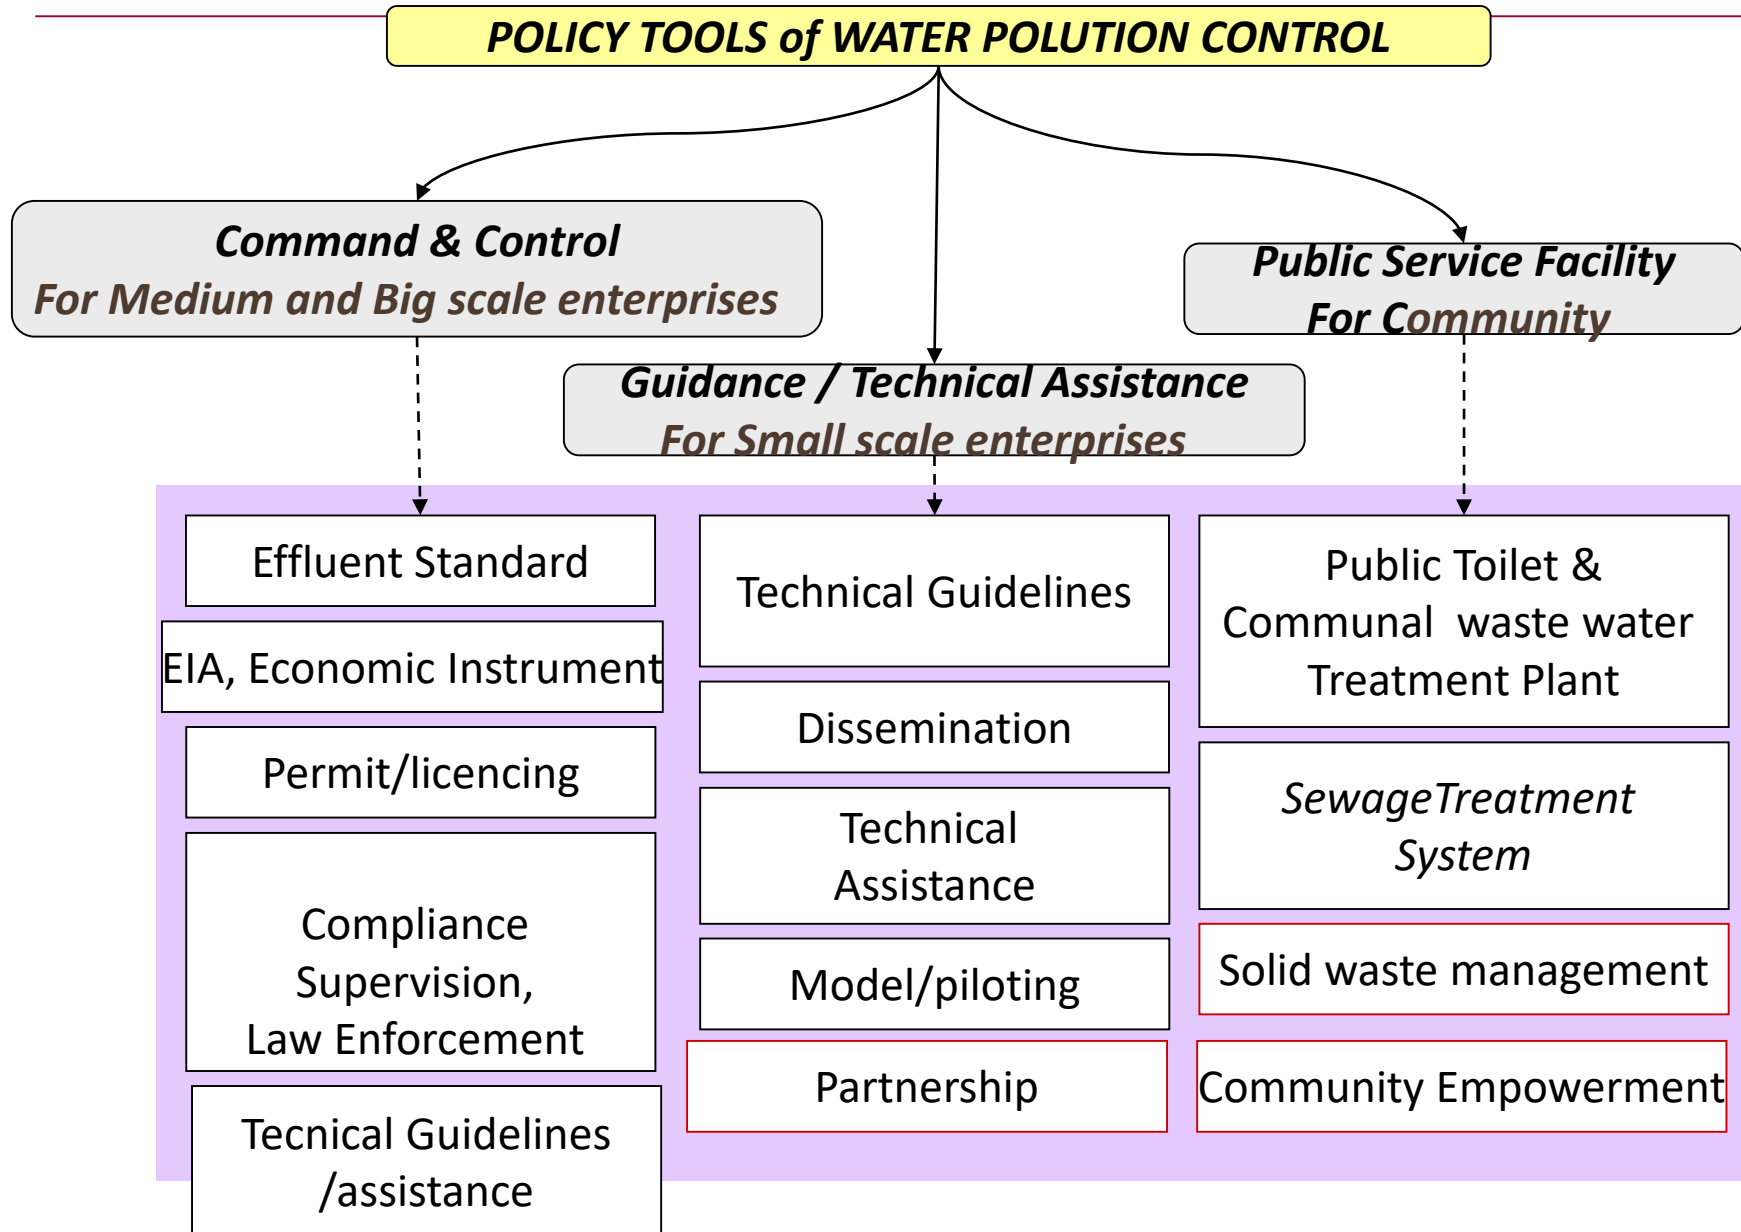 POLICY TOOLS of WATER POLUTION CONTROL
Command & Control
For Medium and Big scale enterprises
Public Service Facility
For Community
Guidance / Technical Assistance
For Small scale enterprises
Effluent Standard
EIA, Economic Instrument
Permit/licencing
Compliance
Supervision,
Law Enforcement
Tecnical Guidelines
/assistance
Technical Guidelines
Dissemination
Technical
Assistance
Model/piloting
Partnership
Public Toilet &
Communal waste water
Treatment Plant
SewageTreatment
System
Solid waste management
Community Empowerment